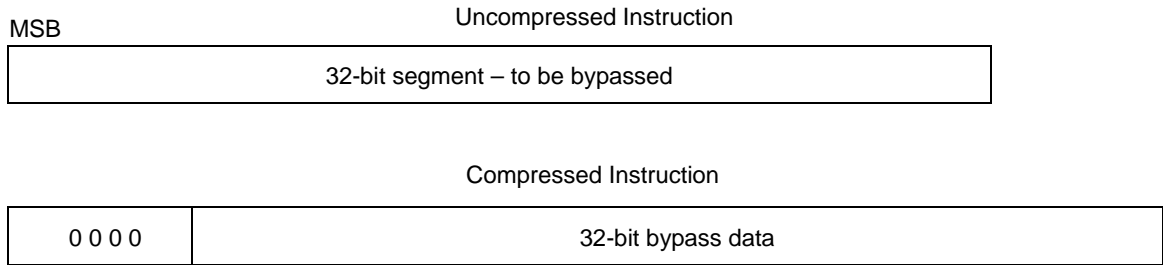 Uncompressed Instruction
MSB
32-bit segment – to be bypassed
Compressed Instruction
0 0 0 0
32-bit bypass data